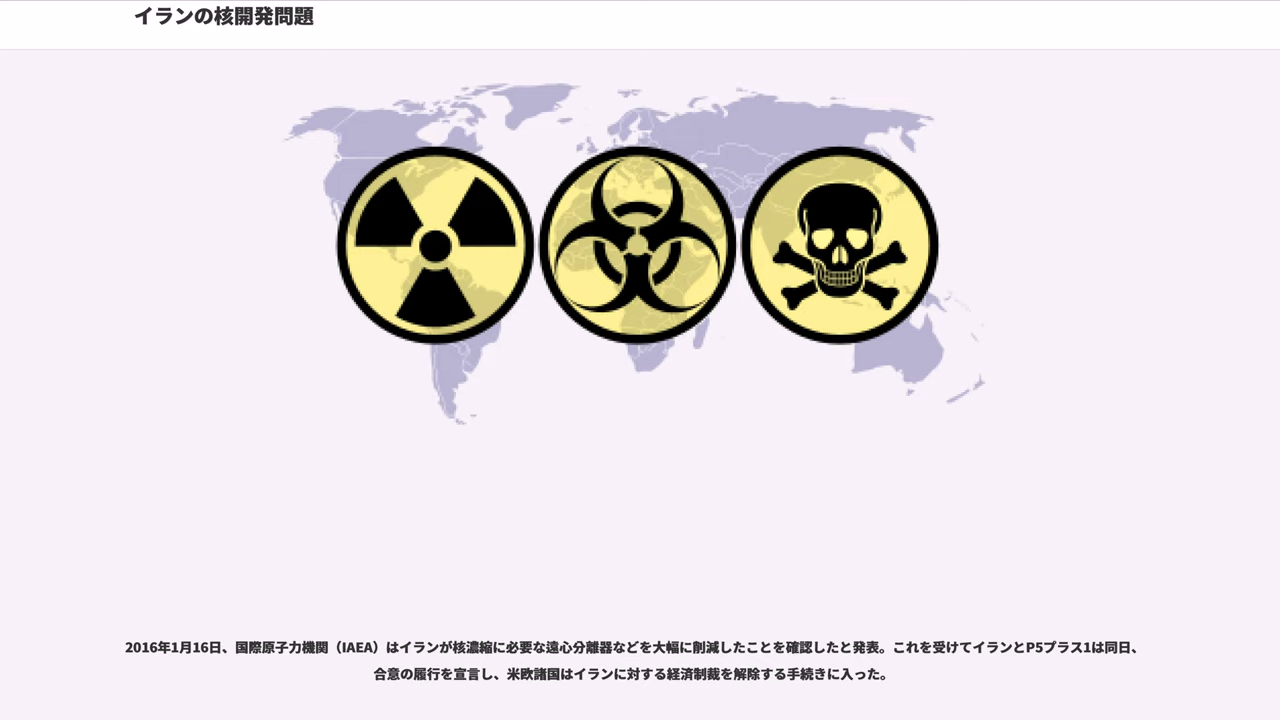 イランの核開発問題
2016年1月16日、国際原子力機関（IAEA）はイランが核濃縮に必要な遠心分離器などを大幅に削減したことを確認したと発表。これを受けてイランとP5プラス1は同日、
合意の履行を宣言し、米欧諸国はイランに対する経済制裁を解除する手続きに入った。